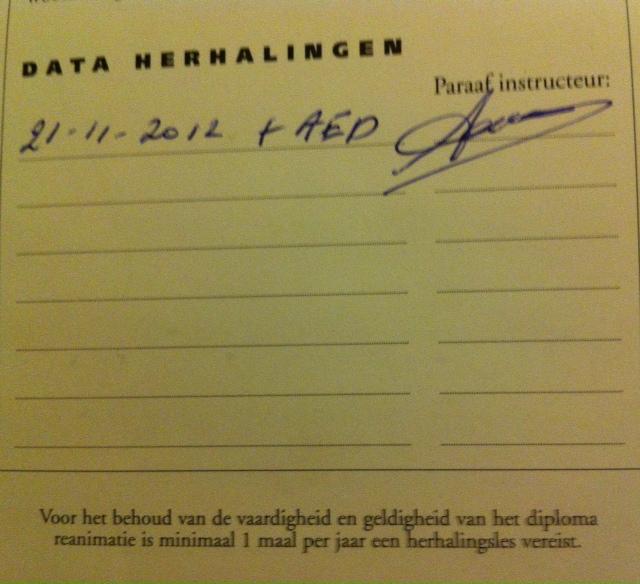 DATA HERHALINGEN
Paraaf instructeur:
21-11-2012 + AED
Voor het behoud van de vaardigheid en geldigheid van het diploma
reanimatie is minimaal 1 maal per jaar een herhalingsles vereist.